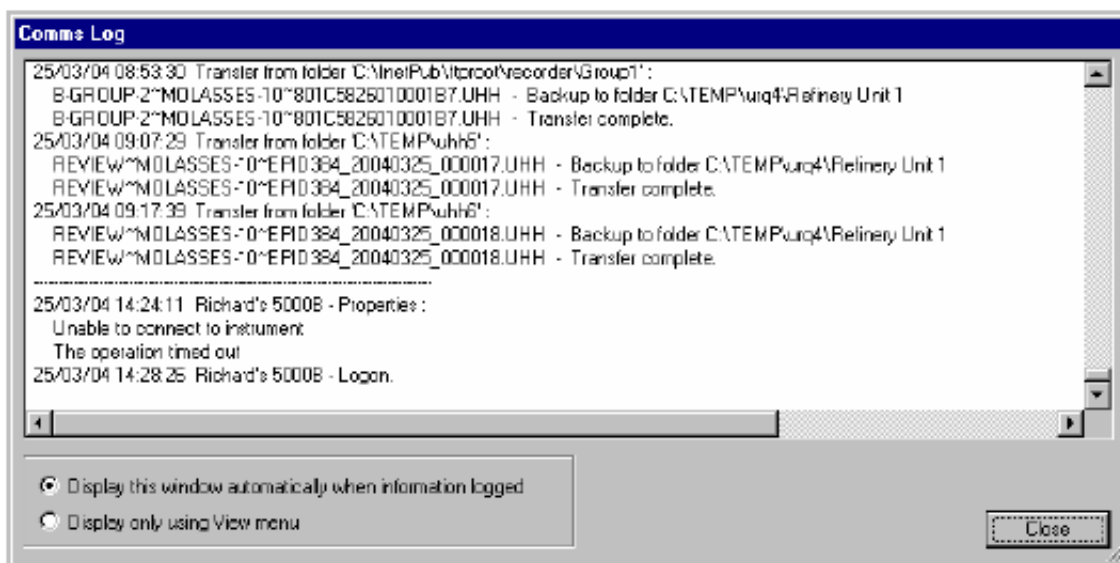 Comms Log
25/03/04 08:53:30 Transfer from folder 'C:\InetPub\ftproot\recorder\Group1' :
B-GROUP-2~MOLASSES-10~801C5826010001B7.UHH - Backup to folder C:\TEMP\urq4\Refinery Unit 1
B-GROUP-2~MOLASSES-10~801C5826010001B7.UHH - Transfer complete.
25/03/04 09:07:29 Transfer from folder 'C:\TEMP\uhh5' :
REVIEW~MOLASSES-10~EPID384_20040325_000017.UHH - Backup to folder C:\TEMP\urq4\Refinery Unit 1
REVIEW~MOLASSES-10~EPID384_20040325_000017.UHH - Transfer complete.
25/03/04 09:17:39 Transfer from folder 'C:\TEMP\uhh6' :
REVIEW~MOLASSES-10~EPID384_20040325_000018.UHH - Backup to folder C:\TEMP\urq4\Refinery Unit 1
REVIEW~MOLASSES-10~EPID384_20040325_000018.UHH - Transfer complete.
25/03/04 14:24:11 Richard's 5000B - Properties :
Unable to connect to instrument
The operation timed out
25/03/04 14:28:26 Richard's 5000B - Logon.
Display this window automatically when information logged
Display only using View menu
Close